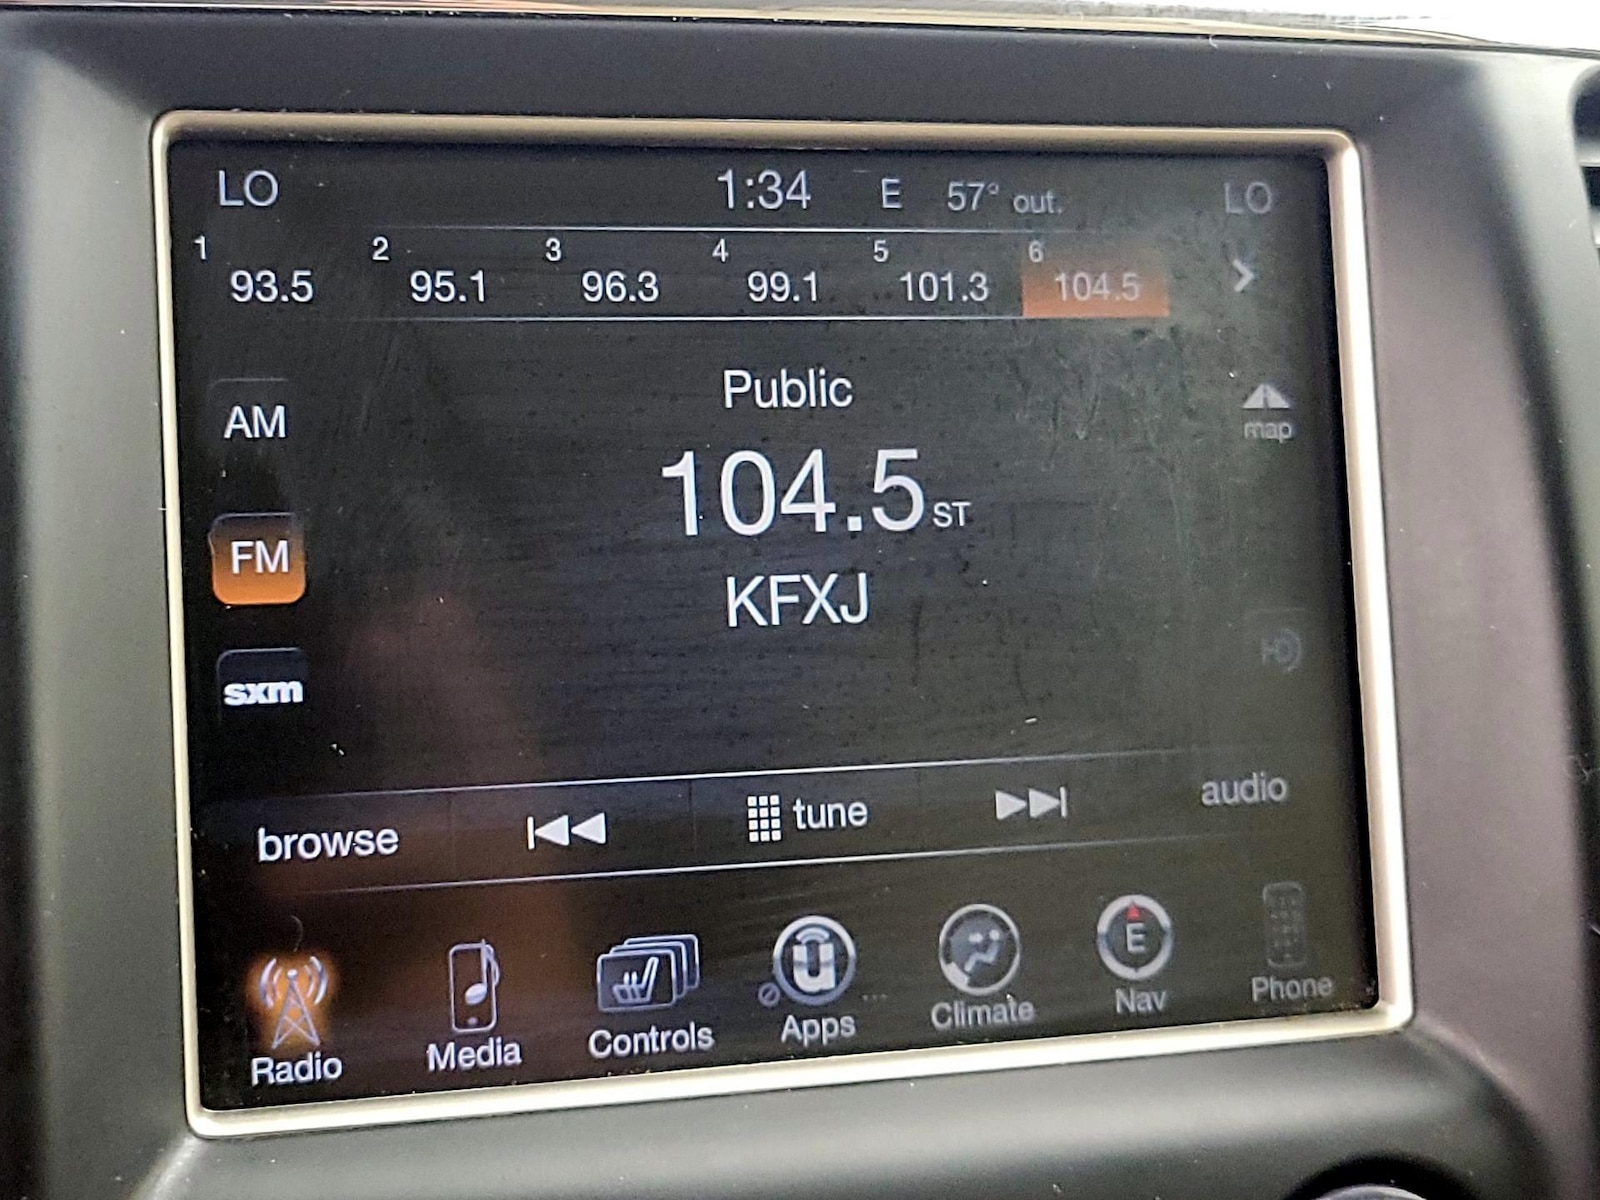 LO 1:34 E 57° out. LO
1 2 3 4 5 6
93.5 95.1 96.3 99.1 101.3 104.5
Public
map
AM
104.5 ST
FM
KFXJ
HD
sxm
browse tune audio
Radio Media Controls Apps Climate Nav Phone
u E